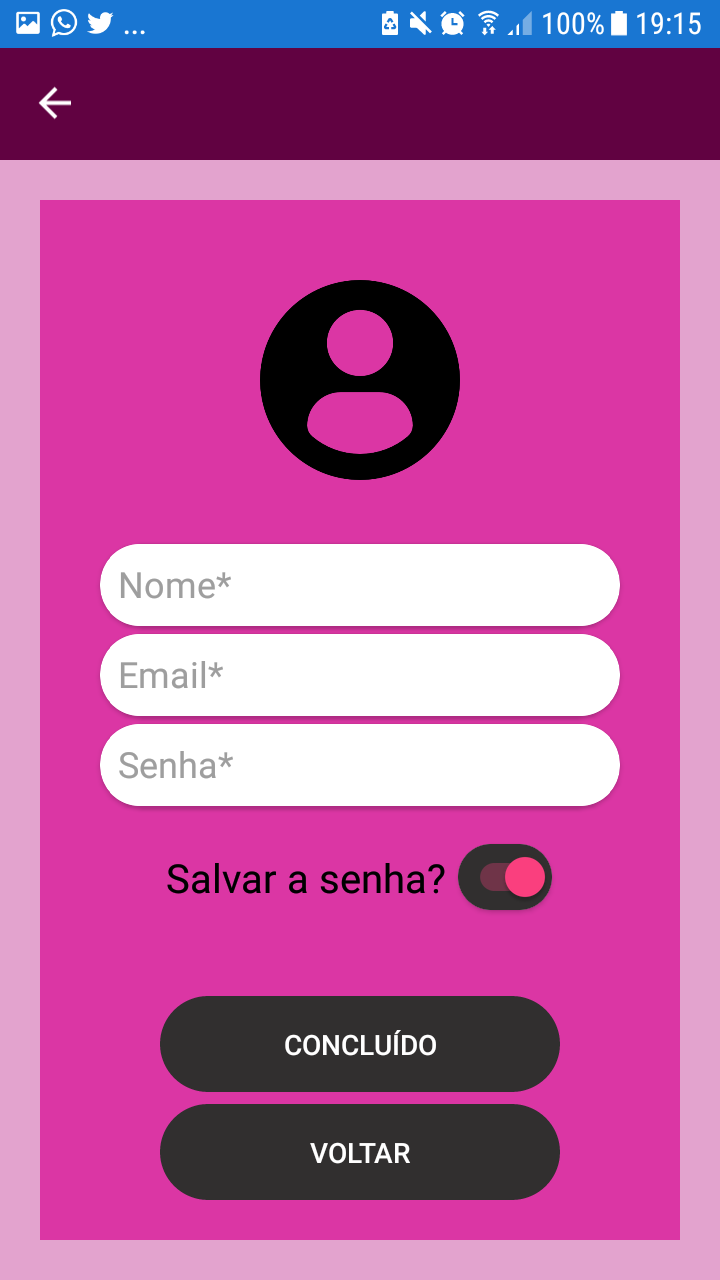 ... 100% 19:15
Nome*
Email*
Senha*
Salvar a senha?
CONCLUÍDO
VOLTAR